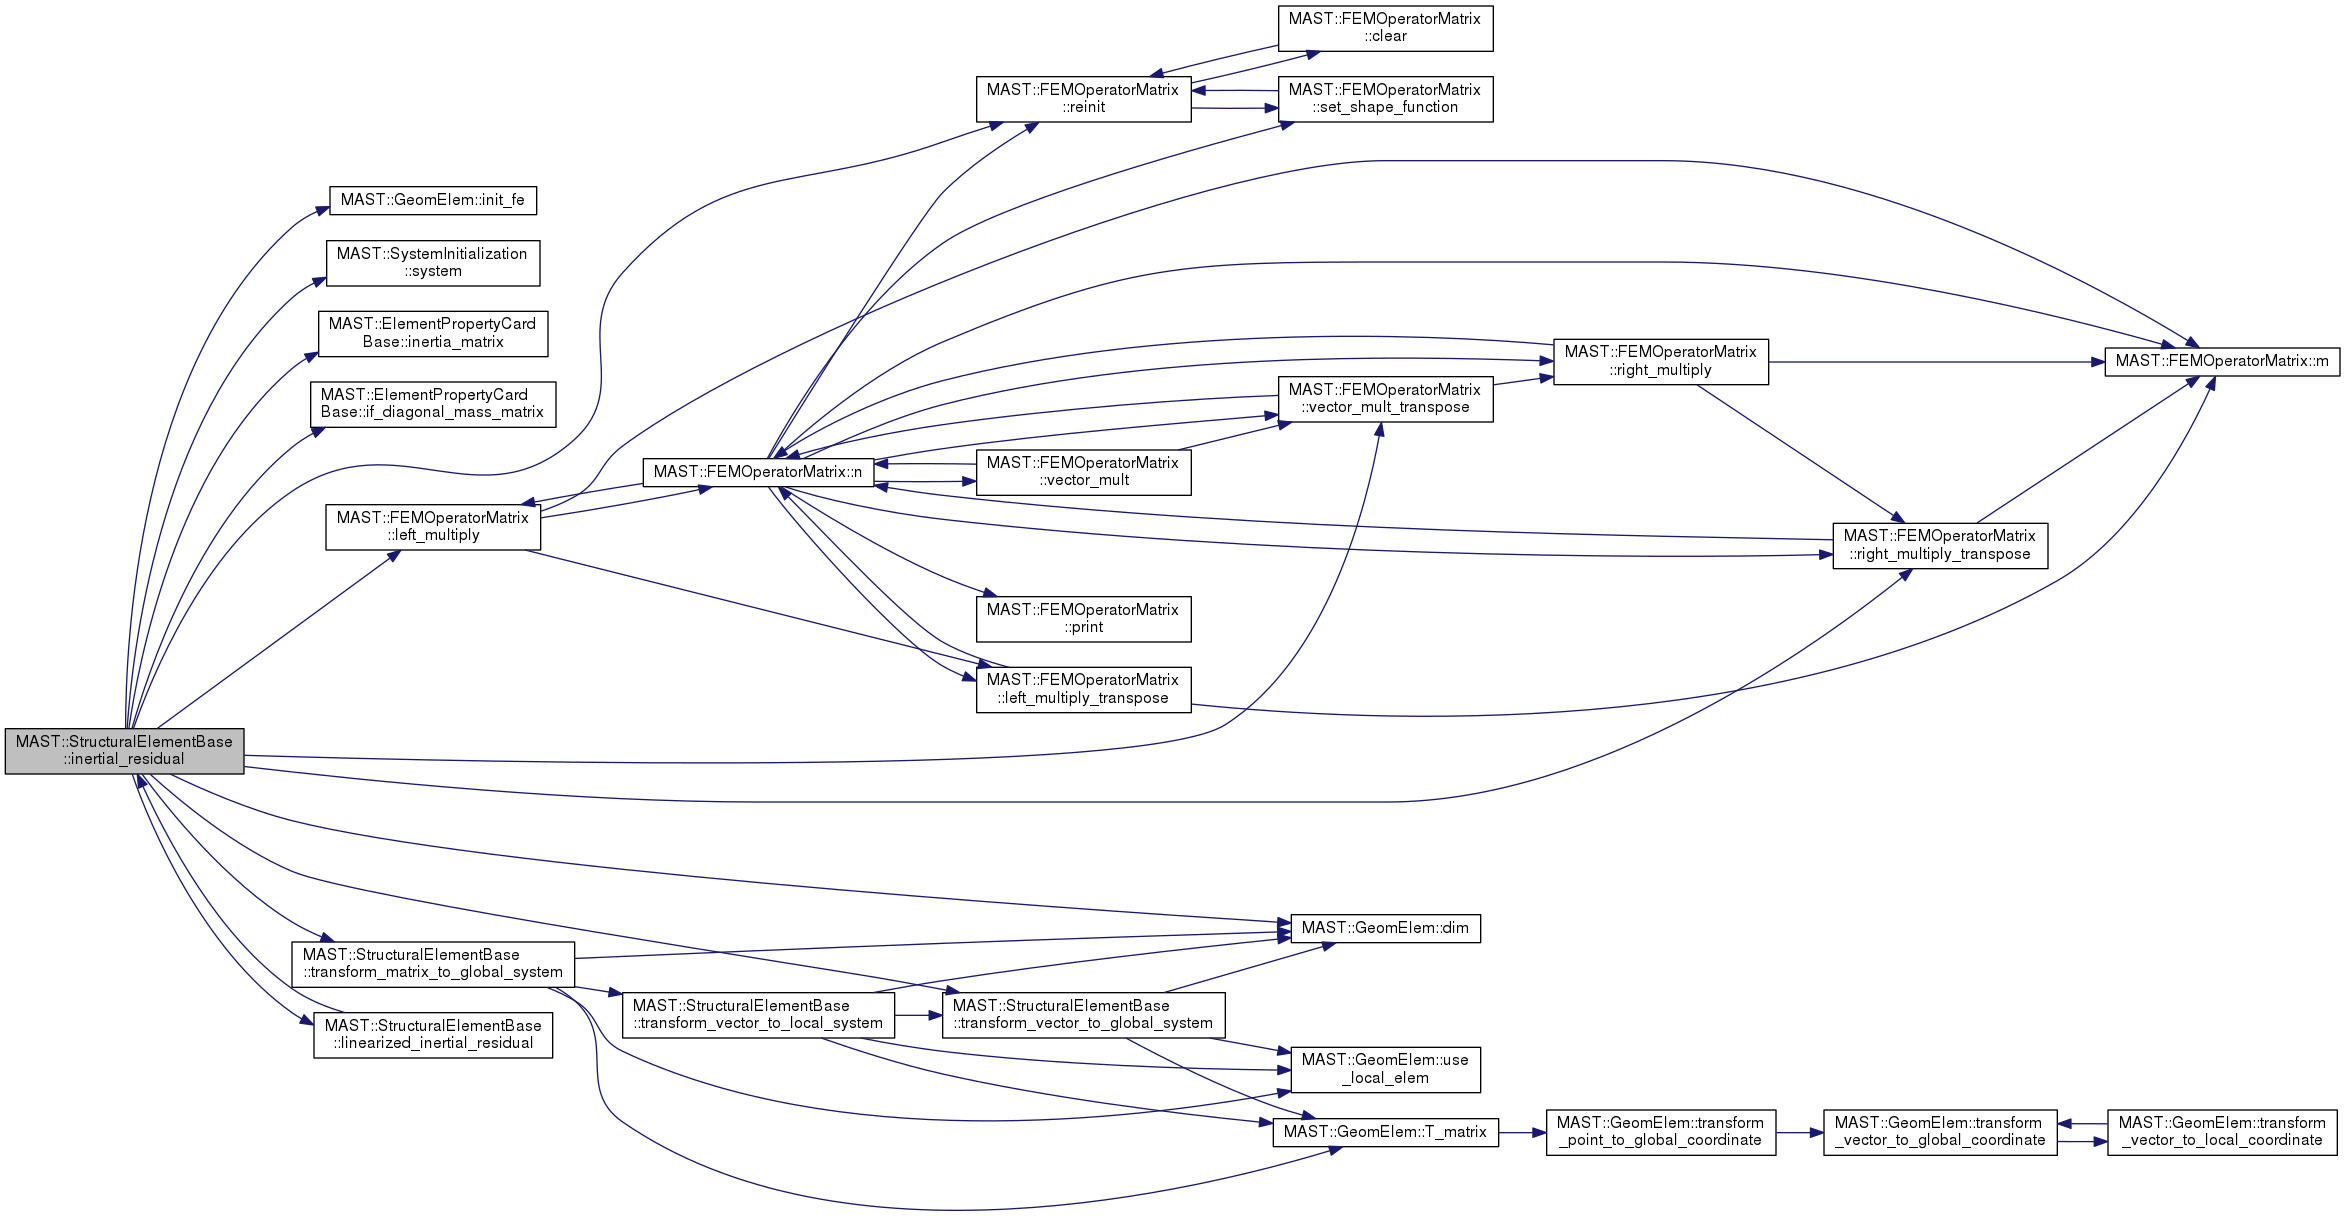 MAST::FEMOperatorMatrix
::clear
MAST::FEMOperatorMatrix
::reinit
MAST::FEMOperatorMatrix
::set_shape_function
MAST::GeomElem::init_fe
MAST::SystemInitialization
::system
MAST::ElementPropertyCard
Base::inertia_matrix
MAST::ElementPropertyCard
Base::if_diagonal_mass_matrix
MAST::FEMOperatorMatrix
::right_multiply
MAST::FEMOperatorMatrix::m
MAST::FEMOperatorMatrix
::vector_mult_transpose
MAST::FEMOperatorMatrix::n
MAST::FEMOperatorMatrix
::vector_mult
MAST::FEMOperatorMatrix
::left_multiply
MAST::FEMOperatorMatrix
::right_multiply_transpose
MAST::FEMOperatorMatrix
::print
MAST::FEMOperatorMatrix
::left_multiply_transpose
MAST::StructuralElementBase
::inertial_residual
MAST::GeomElem::dim
MAST::StructuralElementBase
::transform_matrix_to_global_system
MAST::StructuralElementBase
::transform_vector_to_local_system
MAST::StructuralElementBase
::transform_vector_to_global_system
MAST::StructuralElementBase
::linearized_inertial_residual
MAST::GeomElem::use
_local_elem
MAST::GeomElem::T_matrix
MAST::GeomElem::transform
_point_to_global_coordinate
MAST::GeomElem::transform
_vector_to_global_coordinate
MAST::GeomElem::transform
_vector_to_local_coordinate